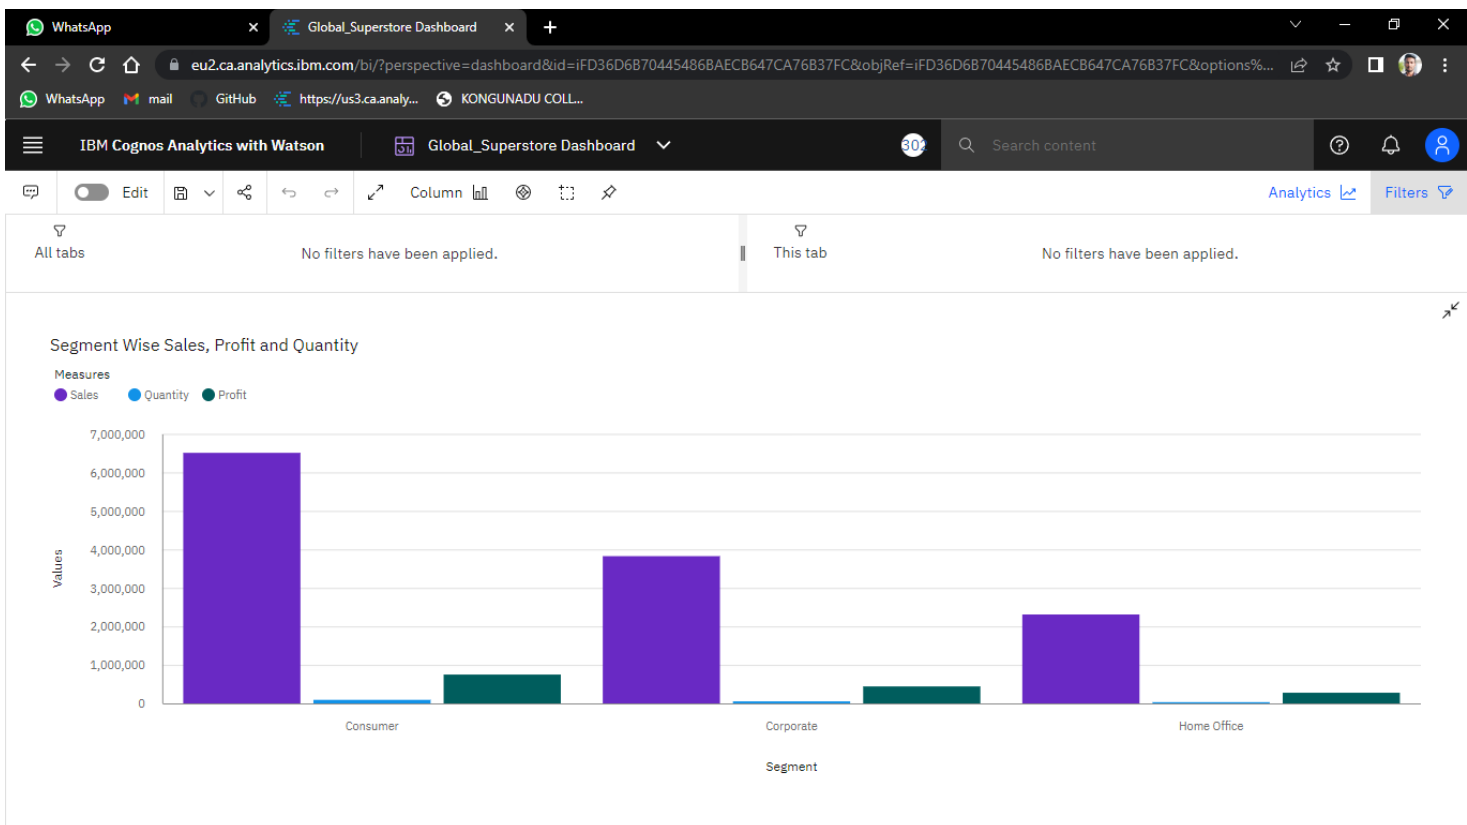 WhatsApp
Global_Superstore Dashboard
eu2.ca.analytics.ibm.com/bi/?perspective=dashboard&id=iFD36D6B70445486BAECB647CA76B37FC&objRef=iFD36D6B70445486BAECB647CA76B37FC&options%...
WhatsApp mail GitHub https://us3.ca.analy... KONGUNADU COLL...
IBM Cognos Analytics with Watson Global_Superstore Dashboard 302 Search content
Edit Column Analytics Filters
All tabs No filters have been applied. This tab No filters have been applied.
Segment Wise Sales, Profit and Quantity
Measures
Sales Quantity Profit
7,000,000
6,000,000
5,000,000
4,000,000
3,000,000
2,000,000
1,000,000
0
Values
Consumer Corporate Home Office
Segment